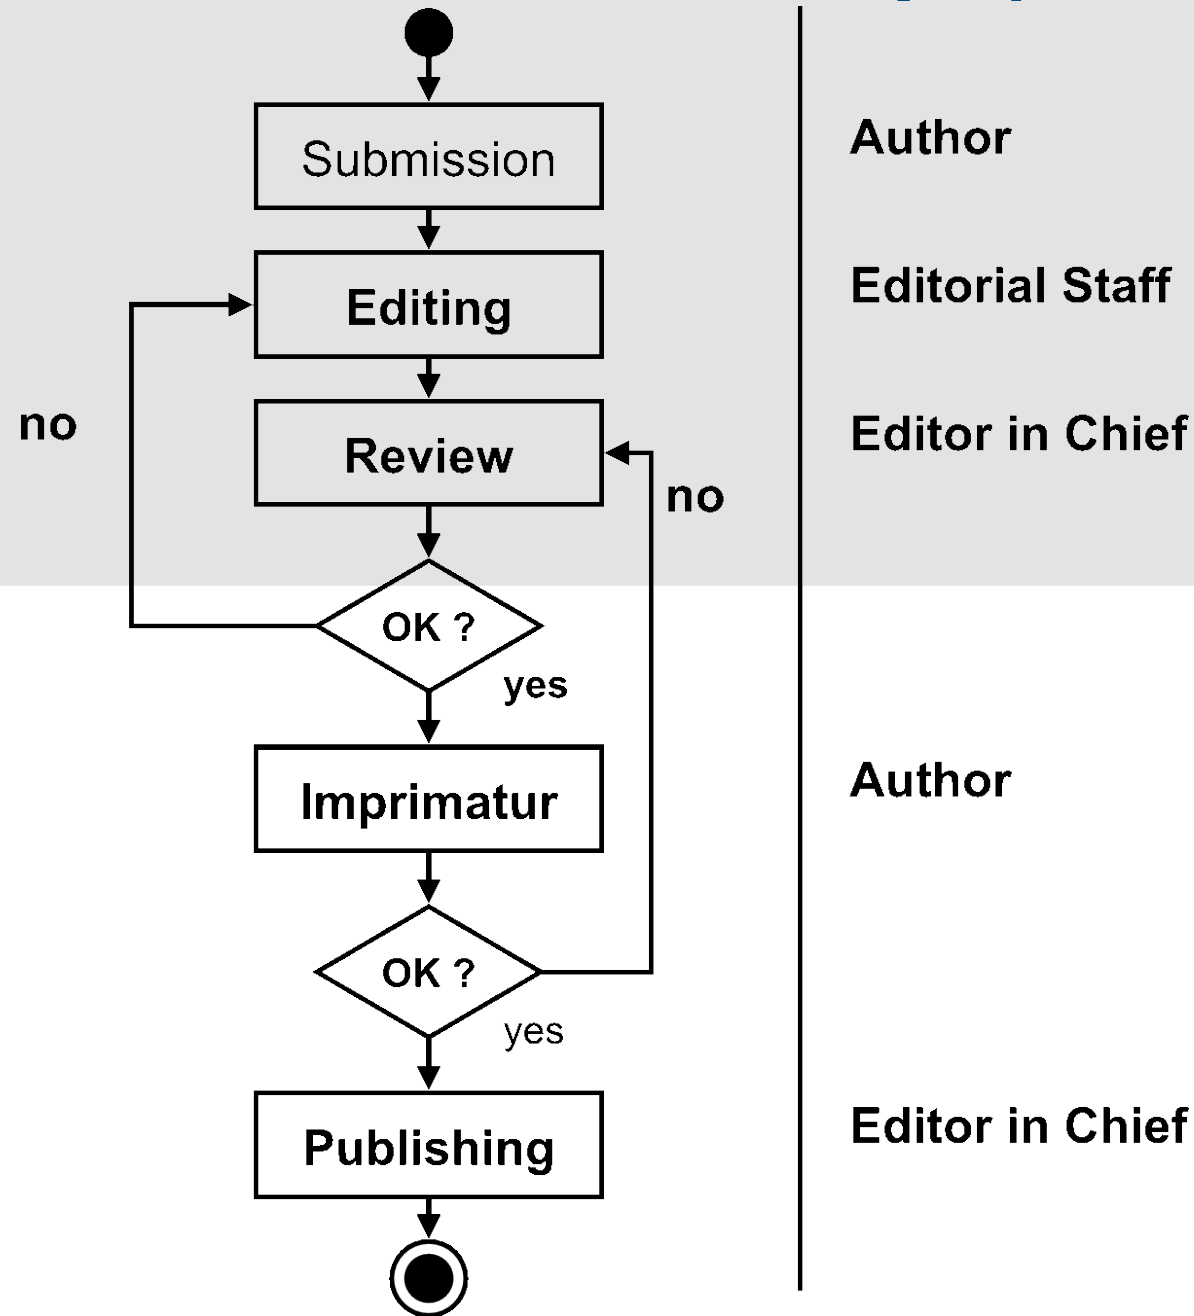 Submission
Author
Editing
Editorial Staff
no
Review
Editor in Chief
no
OK ?
yes
Imprimatur
Author
OK ?
yes
Publishing
Editor in Chief